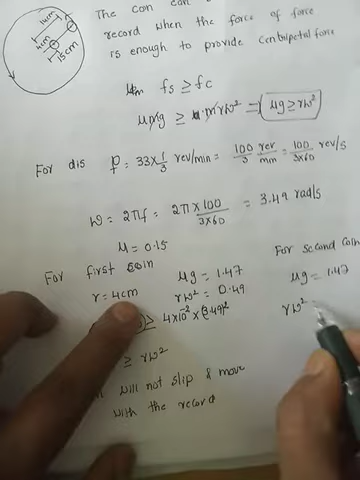 14cm
4cm
15cm
The coin can
record when the force of force
is enough to provide centripetal force
fs ≥ fc
μmg ≥ mrω² = μg ≥ rω²
For dis f = 33×1/3 rev/min = 100/3 rev/min = 100/3×60 rev/s
ω = 2πf = 2π×100/3×60 = 3.49 rad/s
μ = 0.15
For first coin
r = 4cm
μg = 1.47
rω² = 0.49
≥ 4×10⁻² × (3.49)²
≥ rω²
will not slip & move
with the record
For second coin
μg = 1.47
rω² =